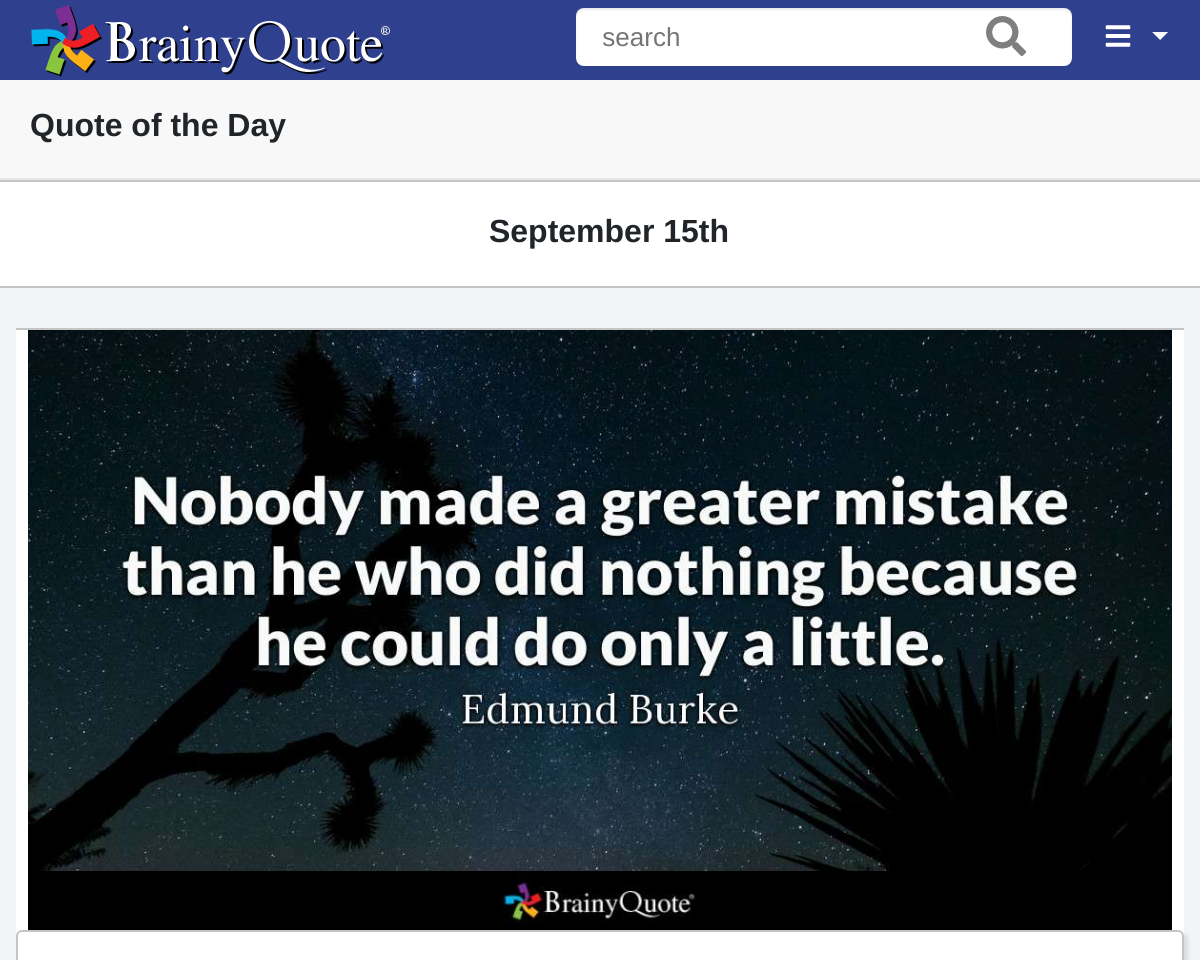 BrainyQuote®
search
Quote of the Day
September 15th
Nobody made a greater mistake
than he who did nothing because
he could do only a little.
Edmund Burke
BrainyQuote®